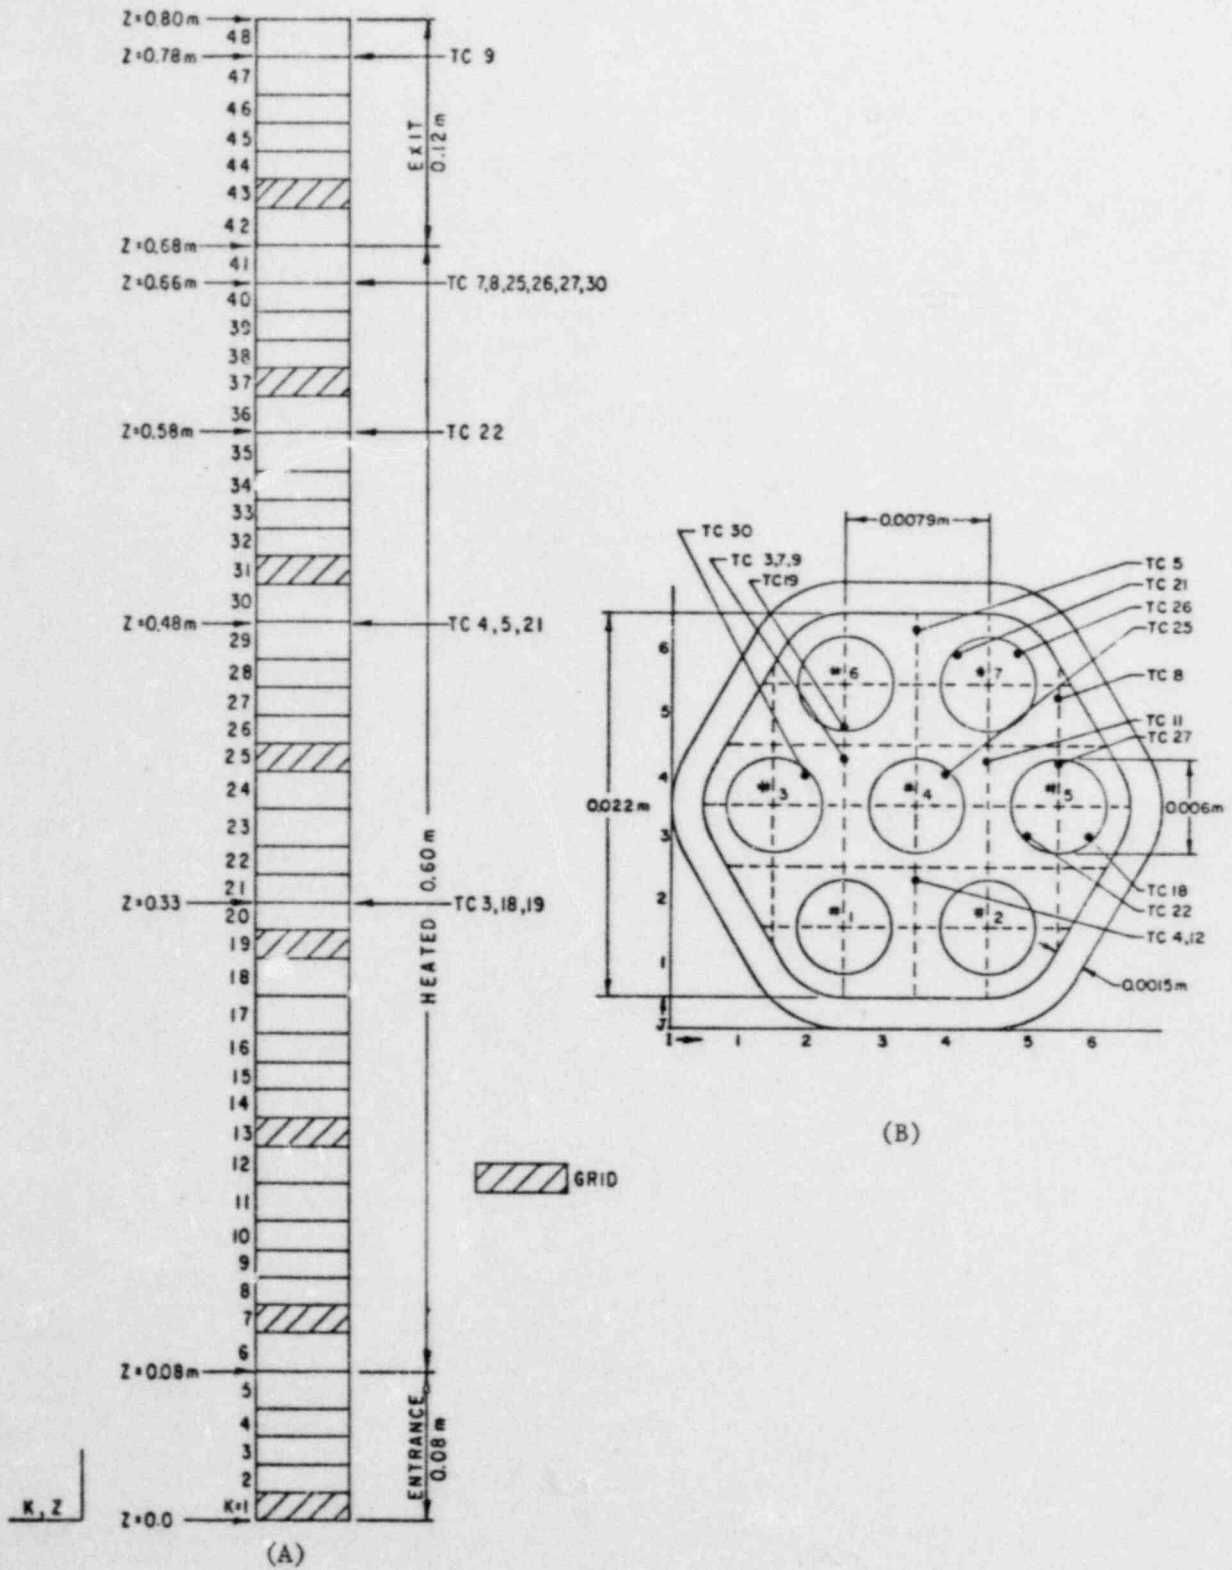 Z=0.80m
48
Z=0.78m
TC 9
47
46
45
44
43
42
EXIT
0.12m
Z=0.68m
41
Z=0.66m
TC 7,8,25,26,27,30
40
39
38
37
36
Z=0.58m
TC 22
35
34
33
32
31
30
Z=0.48m
TC 4,5,21
29
28
27
26
25
24
23
22
21
Z=0.33
TC 3,18,19
20
19
18
17
16
15
14
13
12
11
10
9
8
7
6
HEATED 0.60m
Z=0.08m
5
4
3
2
K=1
ENTRANCE
0.08m
Z=0.0
K, Z
(A)
GRID
0.0079m
TC 30
TC 3,7,9
TC19
TC 5
TC 21
TC 26
TC 25
TC 8
TC 11
TC 27
0.006m
TC 18
TC 22
TC 4,12
0.0015m
0.022m
6
5
4
3
2
1
J
I
1
2
3
4
5
6
#6
#7
#3
#4
#5
#1
#2
(B)